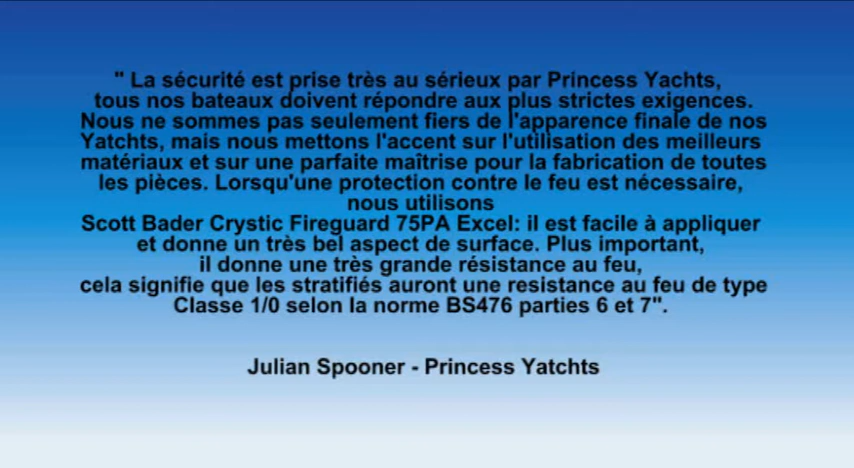 " La sécurité est prise très au sérieux par Princess Yachts,
tous nos bateaux doivent répondre aux plus strictes exigences.
Nous ne sommes pas seulement fiers de l'apparence finale de nos
Yatchts, mais nous mettons l'accent sur l'utilisation des meilleurs
matériaux et sur une parfaite maîtrise pour la fabrication de toutes
les pièces. Lorsqu'une protection contre le feu est nécessaire,
nous utilisons
Scott Bader Crystic Fireguard 75PA Excel: il est facile à appliquer
et donne un très bel aspect de surface. Plus important,
il donne une très grande résistance au feu,
cela signifie que les stratifiés auront une resistance au feu de type
Classe 1/0 selon la norme BS476 parties 6 et 7".
Julian Spooner - Princess Yatchts